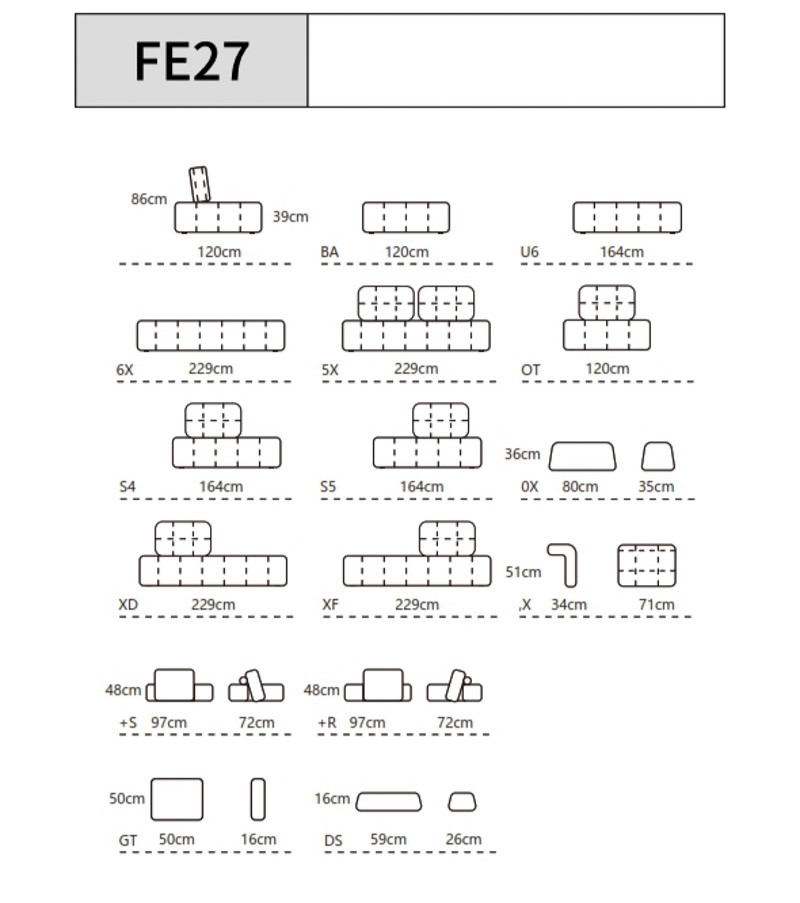 FE27
86cm
39cm
120cm
BA 120cm
U6 164cm
6X 229cm
5X 229cm
OT 120cm
S4 164cm
S5 164cm
36cm
0X 80cm 35cm
XD 229cm
XF 229cm
51cm
,X 34cm 71cm
48cm
+S 97cm 72cm
48cm
+R 97cm 72cm
50cm
GT 50cm 16cm
16cm
DS 59cm 26cm